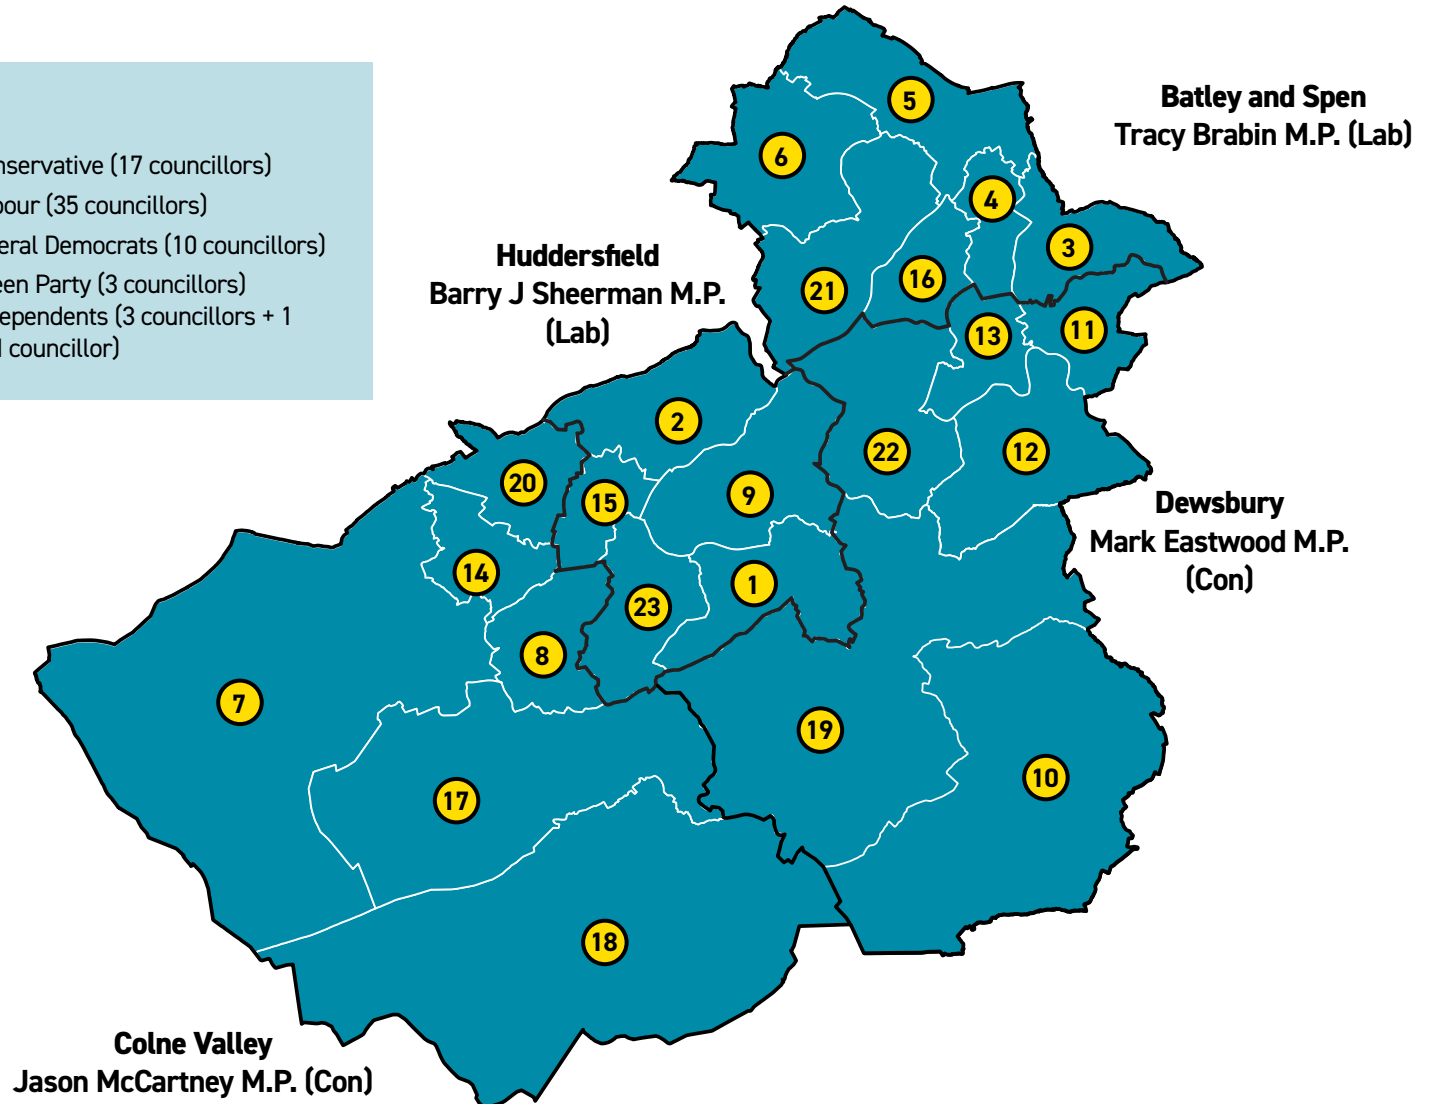 nservative (17 councillors)
bour (35 councillors)
eral Democrats (10 councillors)
een Party (3 councillors)
dependents (3 councillors + 1
l councillor)
Batley and Spen
Tracy Brabin M.P. (Lab)
Huddersfield
Barry J Sheerman M.P.
(Lab)
Dewsbury
Mark Eastwood M.P.
(Con)
Colne Valley
Jason McCartney M.P. (Con)
5
6
4
3
21
16
13
11
2
22
12
20
15
9
14
1
23
8
7
19
10
17
18